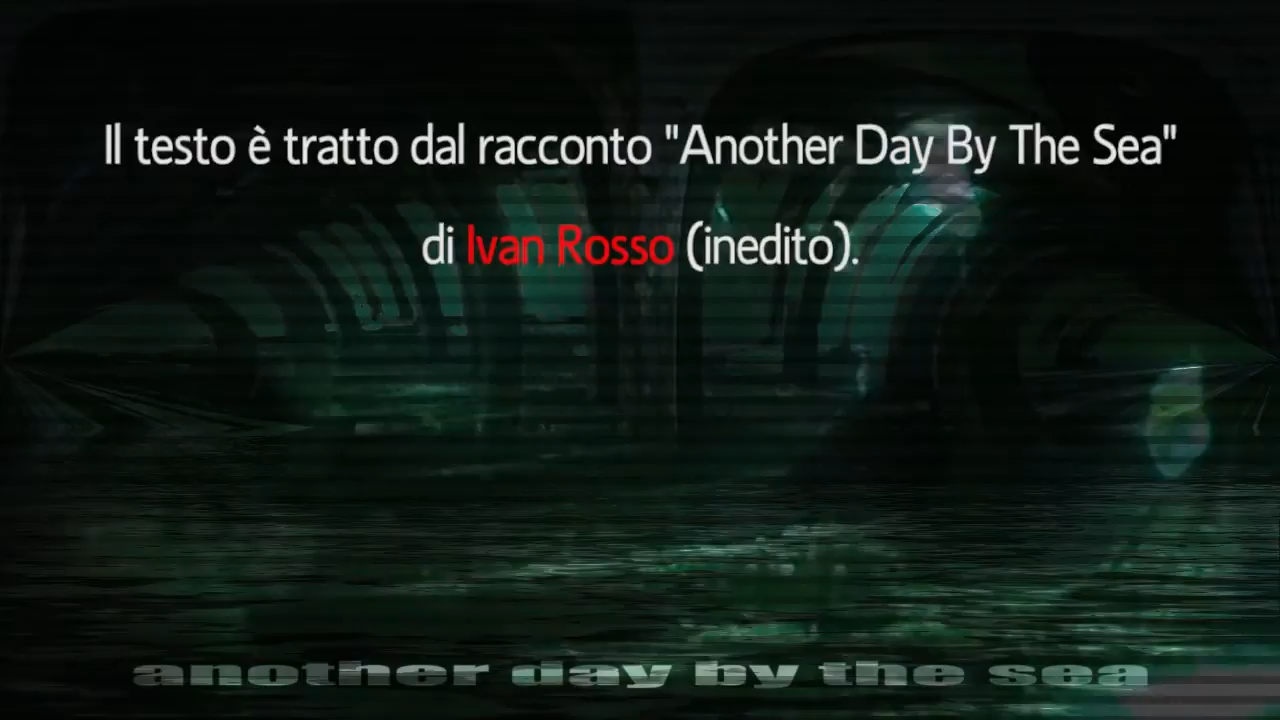 Il testo è tratto dal racconto "Another Day By The Sea"
di Ivan Rosso (inedito).
another day by the sea